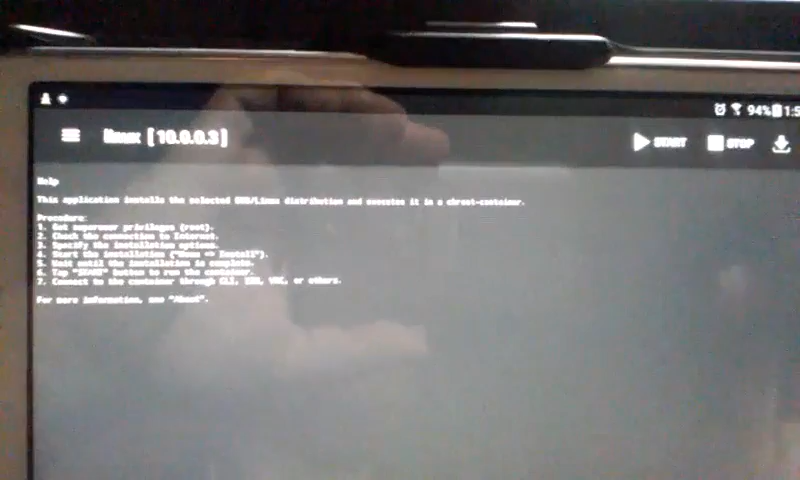 94% 1:5
linux [10.0.0.3]
START STOP
Help
This application installs the selected GNU/Linux distribution and executes it in a chroot-container.
Procedure:
1. Get superuser privileges (root).
2. Check the connection to Internet.
3. Specify the installation options.
4. Start the installation ("Menu => Install").
5. Wait until the installation is complete.
6. Tap "START" button to run the container.
7. Connect to the container through CLI, SSH, VNC, or others.
For more information, see "About".